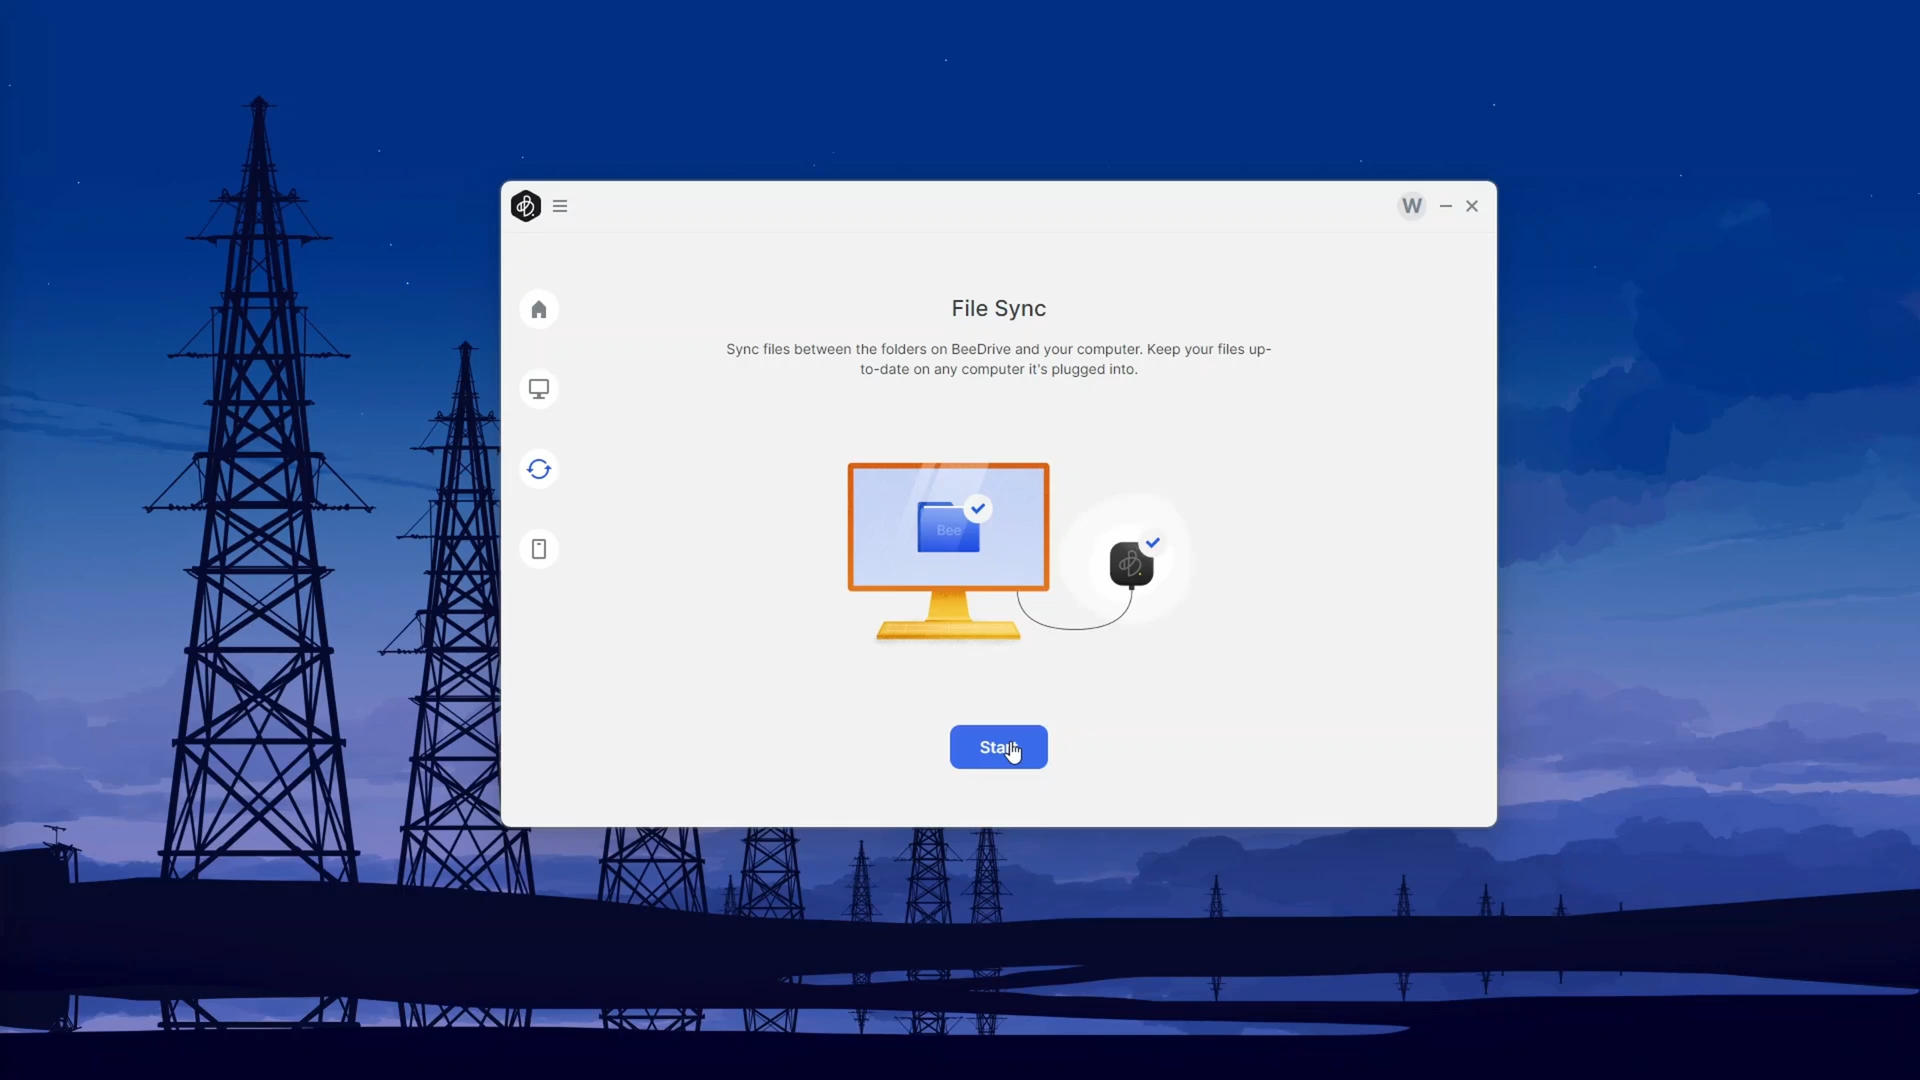 W
File Sync
Sync files between the folders on BeeDrive and your computer. Keep your files up-
to-date on any computer it's plugged into.
Bee
Start